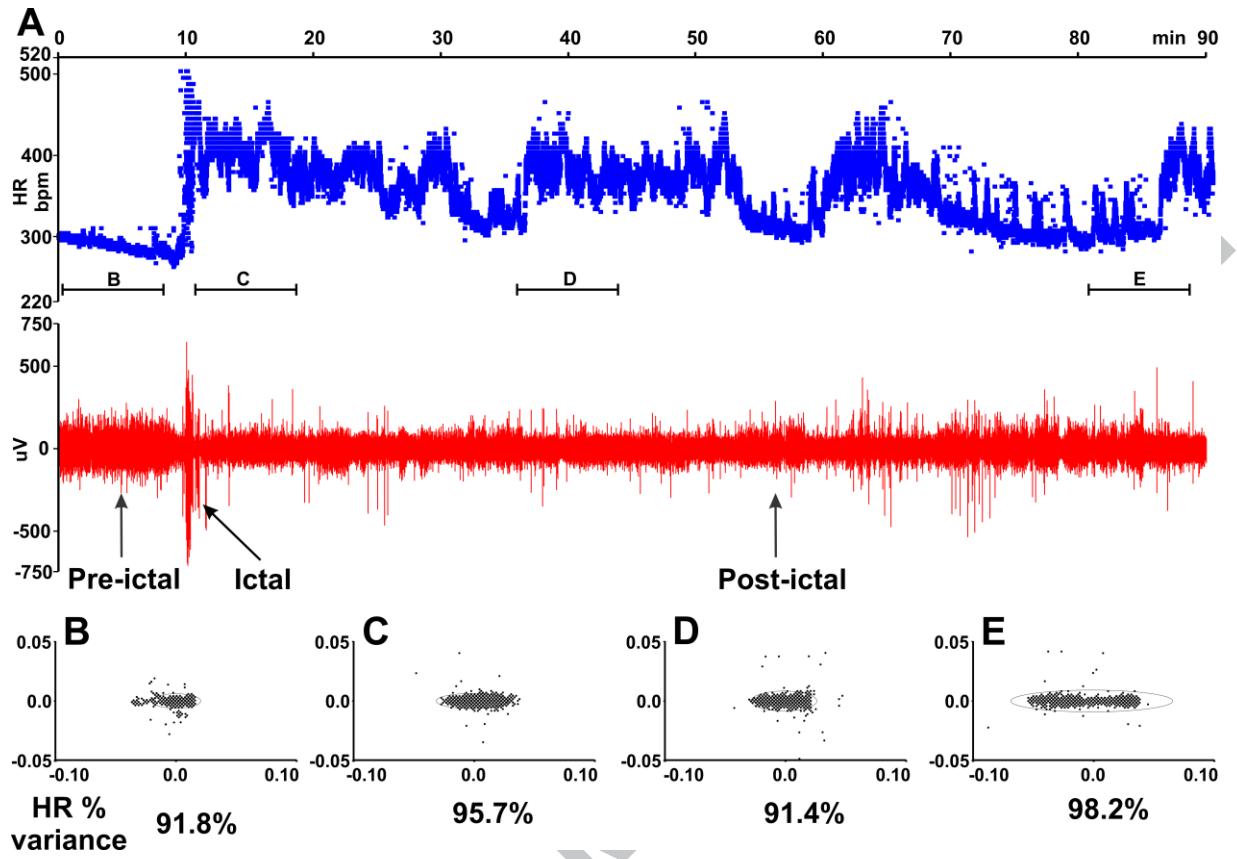 A
0 10 20 30 40 50 60 70 80 min 90
520
500
400
HR
bpm
300
B C D E
220
750
500
uV
0
-500
-750
Pre-ictal Ictal Post-ictal
B C D E
0.05 0.05 0.05 0.05
0.0 0.0 0.0 0.0
-0.05 -0.05 -0.05 -0.05
-0.10 0.0 0.10 -0.10 0.0 0.10 -0.10 0.0 0.10 -0.10 0.0 0.10
HR %
variance 91.8% 95.7% 91.4% 98.2%